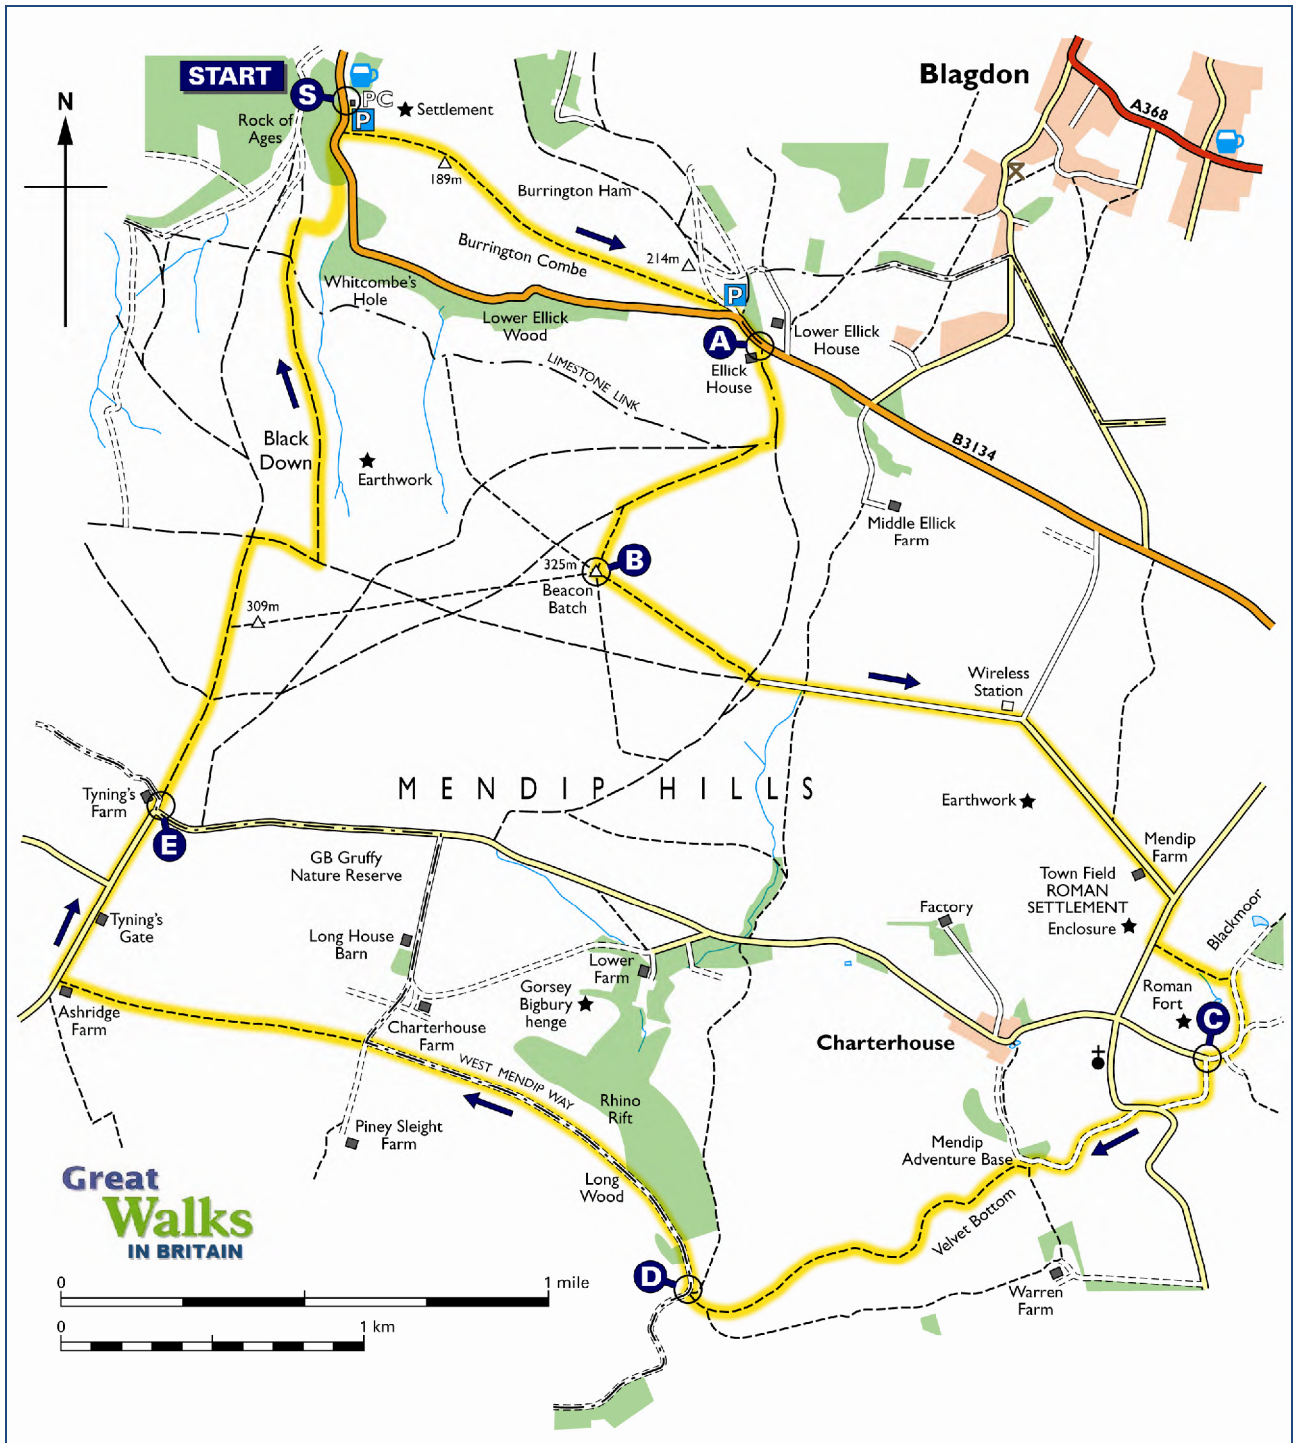 START
S
PC
P
Settlement
Rock of
Ages
N
189m
Burrington Ham
Blagdon
A368
Burrington Combe
214m
P
Whitcombe's
Hole
Lower Ellick
Wood
A
Lower Ellick
House
Ellick
House
LIMESTONE LINK
Black
Down
Earthwork
B3134
Middle Ellick
Farm
325m
B
Beacon
Batch
309m
Wireless
Station
MENDIP HILLS
Tyning's
Farm
E
Earthwork
Mendip
Farm
GB Gruffy
Nature Reserve
Town Field
ROMAN
SETTLEMENT
Enclosure
Blackmoor
Tyning's
Gate
Long House
Barn
Factory
Lower
Farm
Gorsey
Bigbury
henge
Roman
Fort
C
Ashridge
Farm
Charterhouse
Farm
Charterhouse
WEST MENDIP WAY
Rhino
Rift
Piney Sleight
Farm
Mendip
Adventure Base
Long
Wood
Velvet Bottom
Great
Walks
IN BRITAIN
D
Warren
Farm
0
1 mile
0
1 km